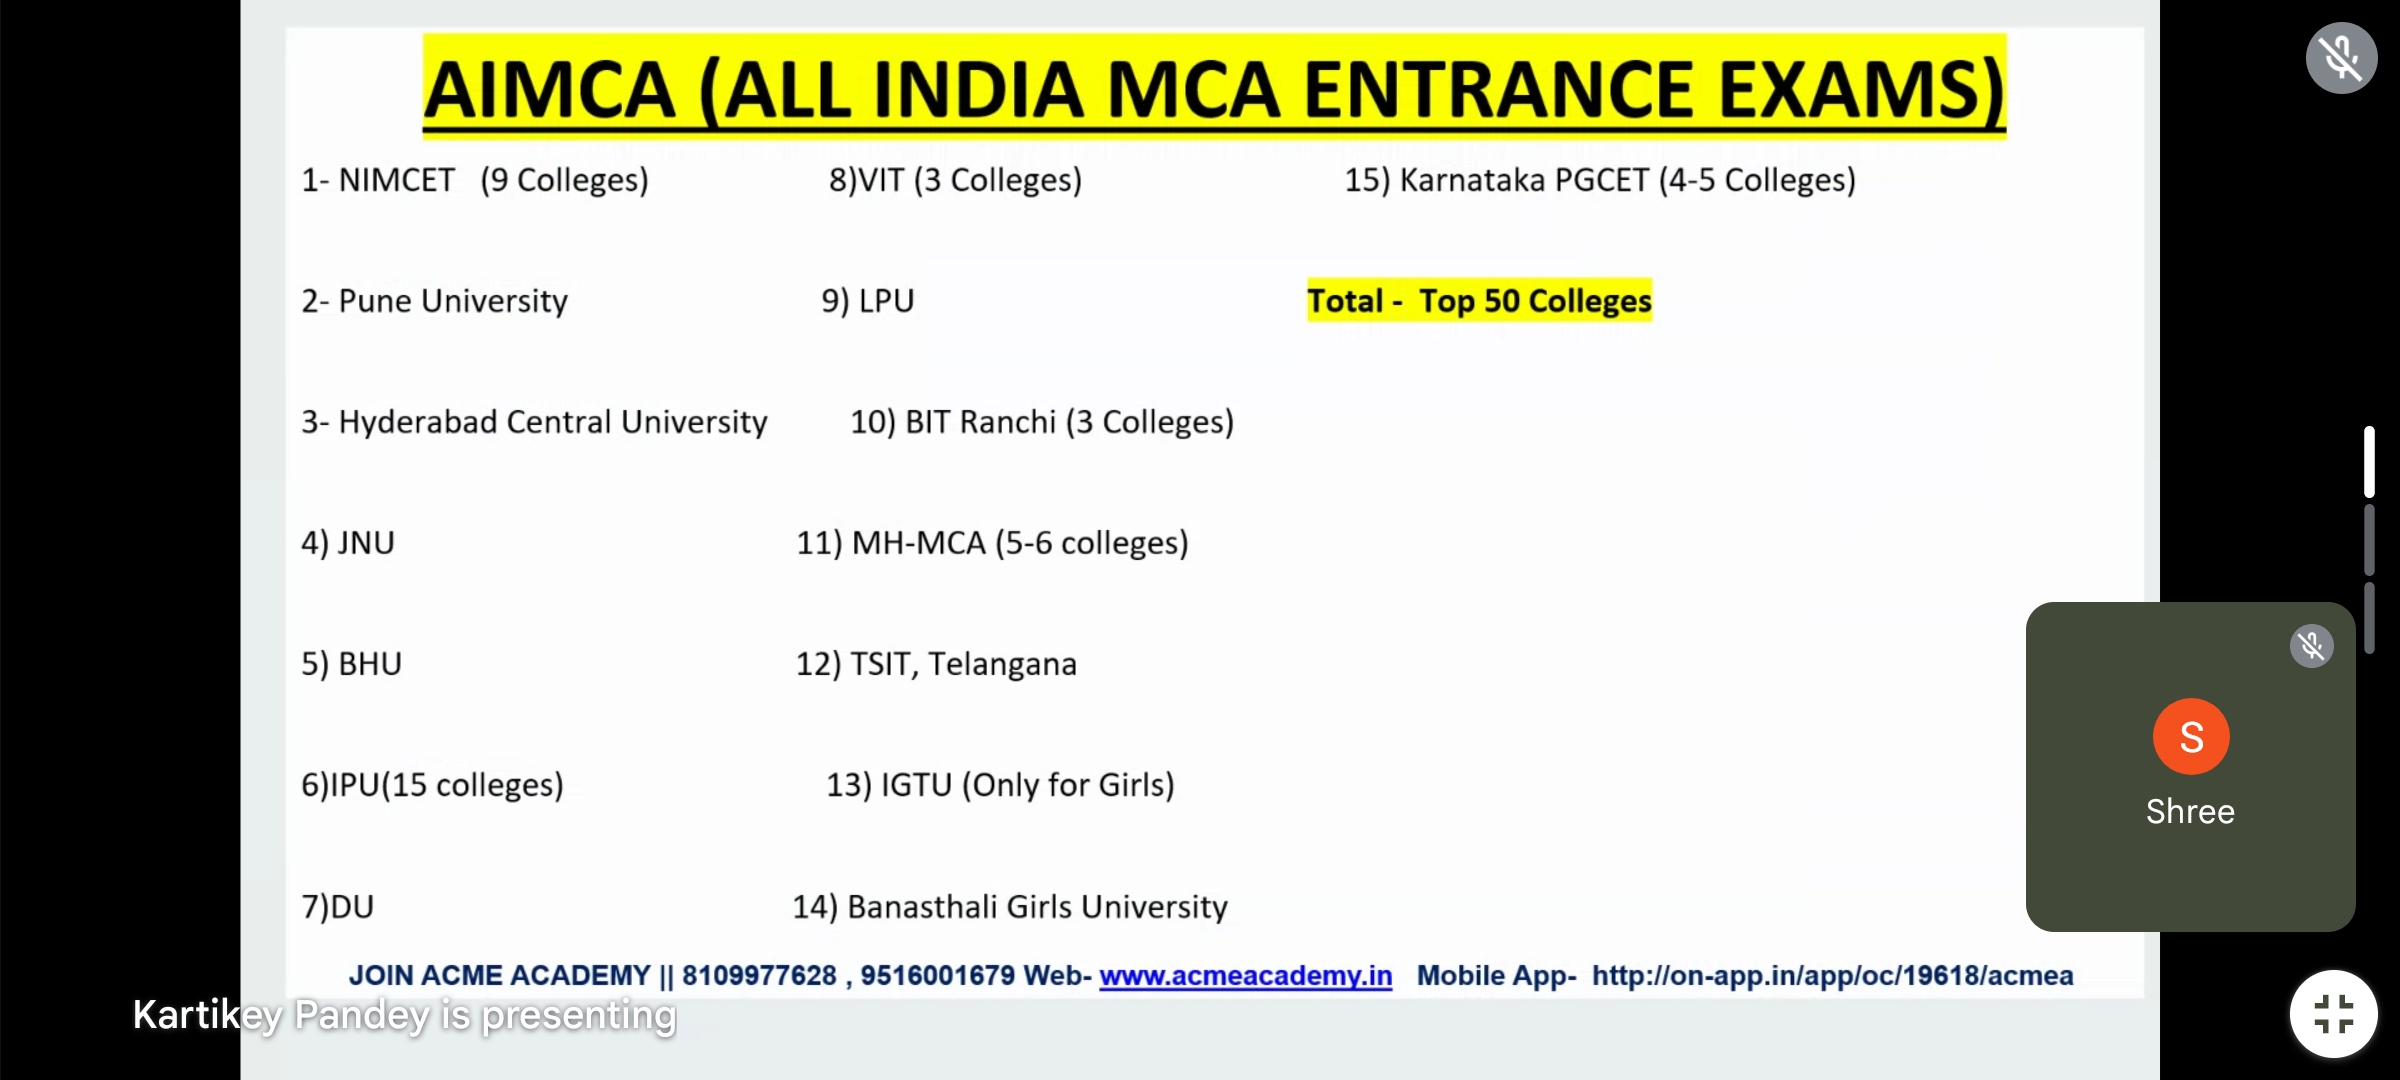 AIMCA (ALL INDIA MCA ENTRANCE EXAMS)
1- NIMCET (9 Colleges)
2- Pune University
3- Hyderabad Central University
4) JNU
5) BHU
6)IPU(15 colleges)
7)DU
8)VIT (3 Colleges)
9) LPU
10) BIT Ranchi (3 Colleges)
11) MH-MCA (5-6 colleges)
12) TSIT, Telangana
13) IGTU (Only for Girls)
14) Banasthali Girls University
15) Karnataka PGCET (4-5 Colleges)
Total - Top 50 Colleges
JOIN ACME ACADEMY || 8109977628 , 9516001679 Web- www.acmeacademy.in Mobile App- http://on-app.in/app/oc/19618/acmea
Kartikey Pandey is presenting
S
Shree